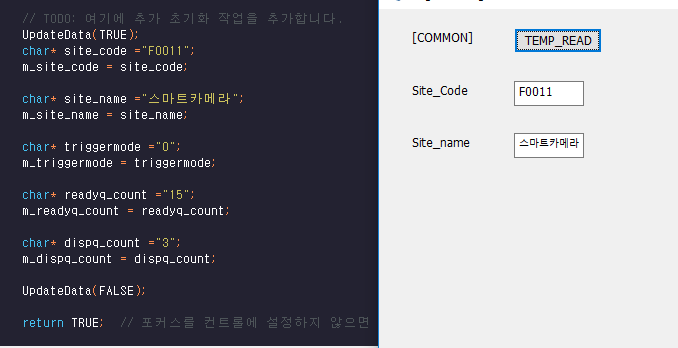 // TODO: 여기에 추가 초기화 작업을 추가합니다.
UpdateData(TRUE);
char* site_code ="F0011";
m_site_code = site_code;
char* site_name ="스마트카메라";
m_site_name = site_name;
char* triggermode ="0";
m_triggermode = triggermode;
char* readyq_count ="15";
m_readyq_count = readyq_count;
char* dispq_count ="3";
m_dispq_count = dispq_count;
UpdateData(FALSE);
return TRUE;  // 포커스를 컨트롤에 설정하지 않으면
[COMMON] TEMP_READ
Site_Code F0011
Site_name 스마트카메라